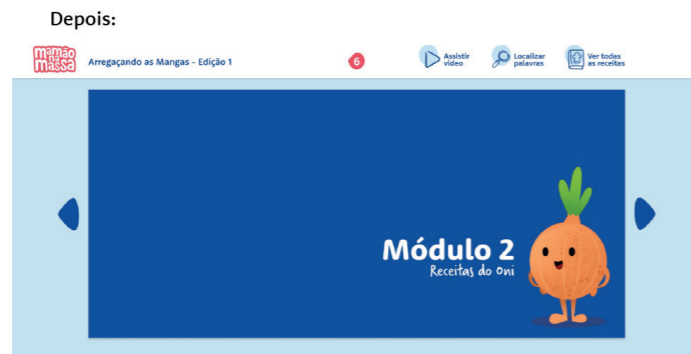 Depois:
mamão
na
massa
Arregaçando as Mangas - Edição 1
6
Assistir
vídeo
Localizar
palavras
Ver todas
as receitas
Módulo 2
Receitas do Oni